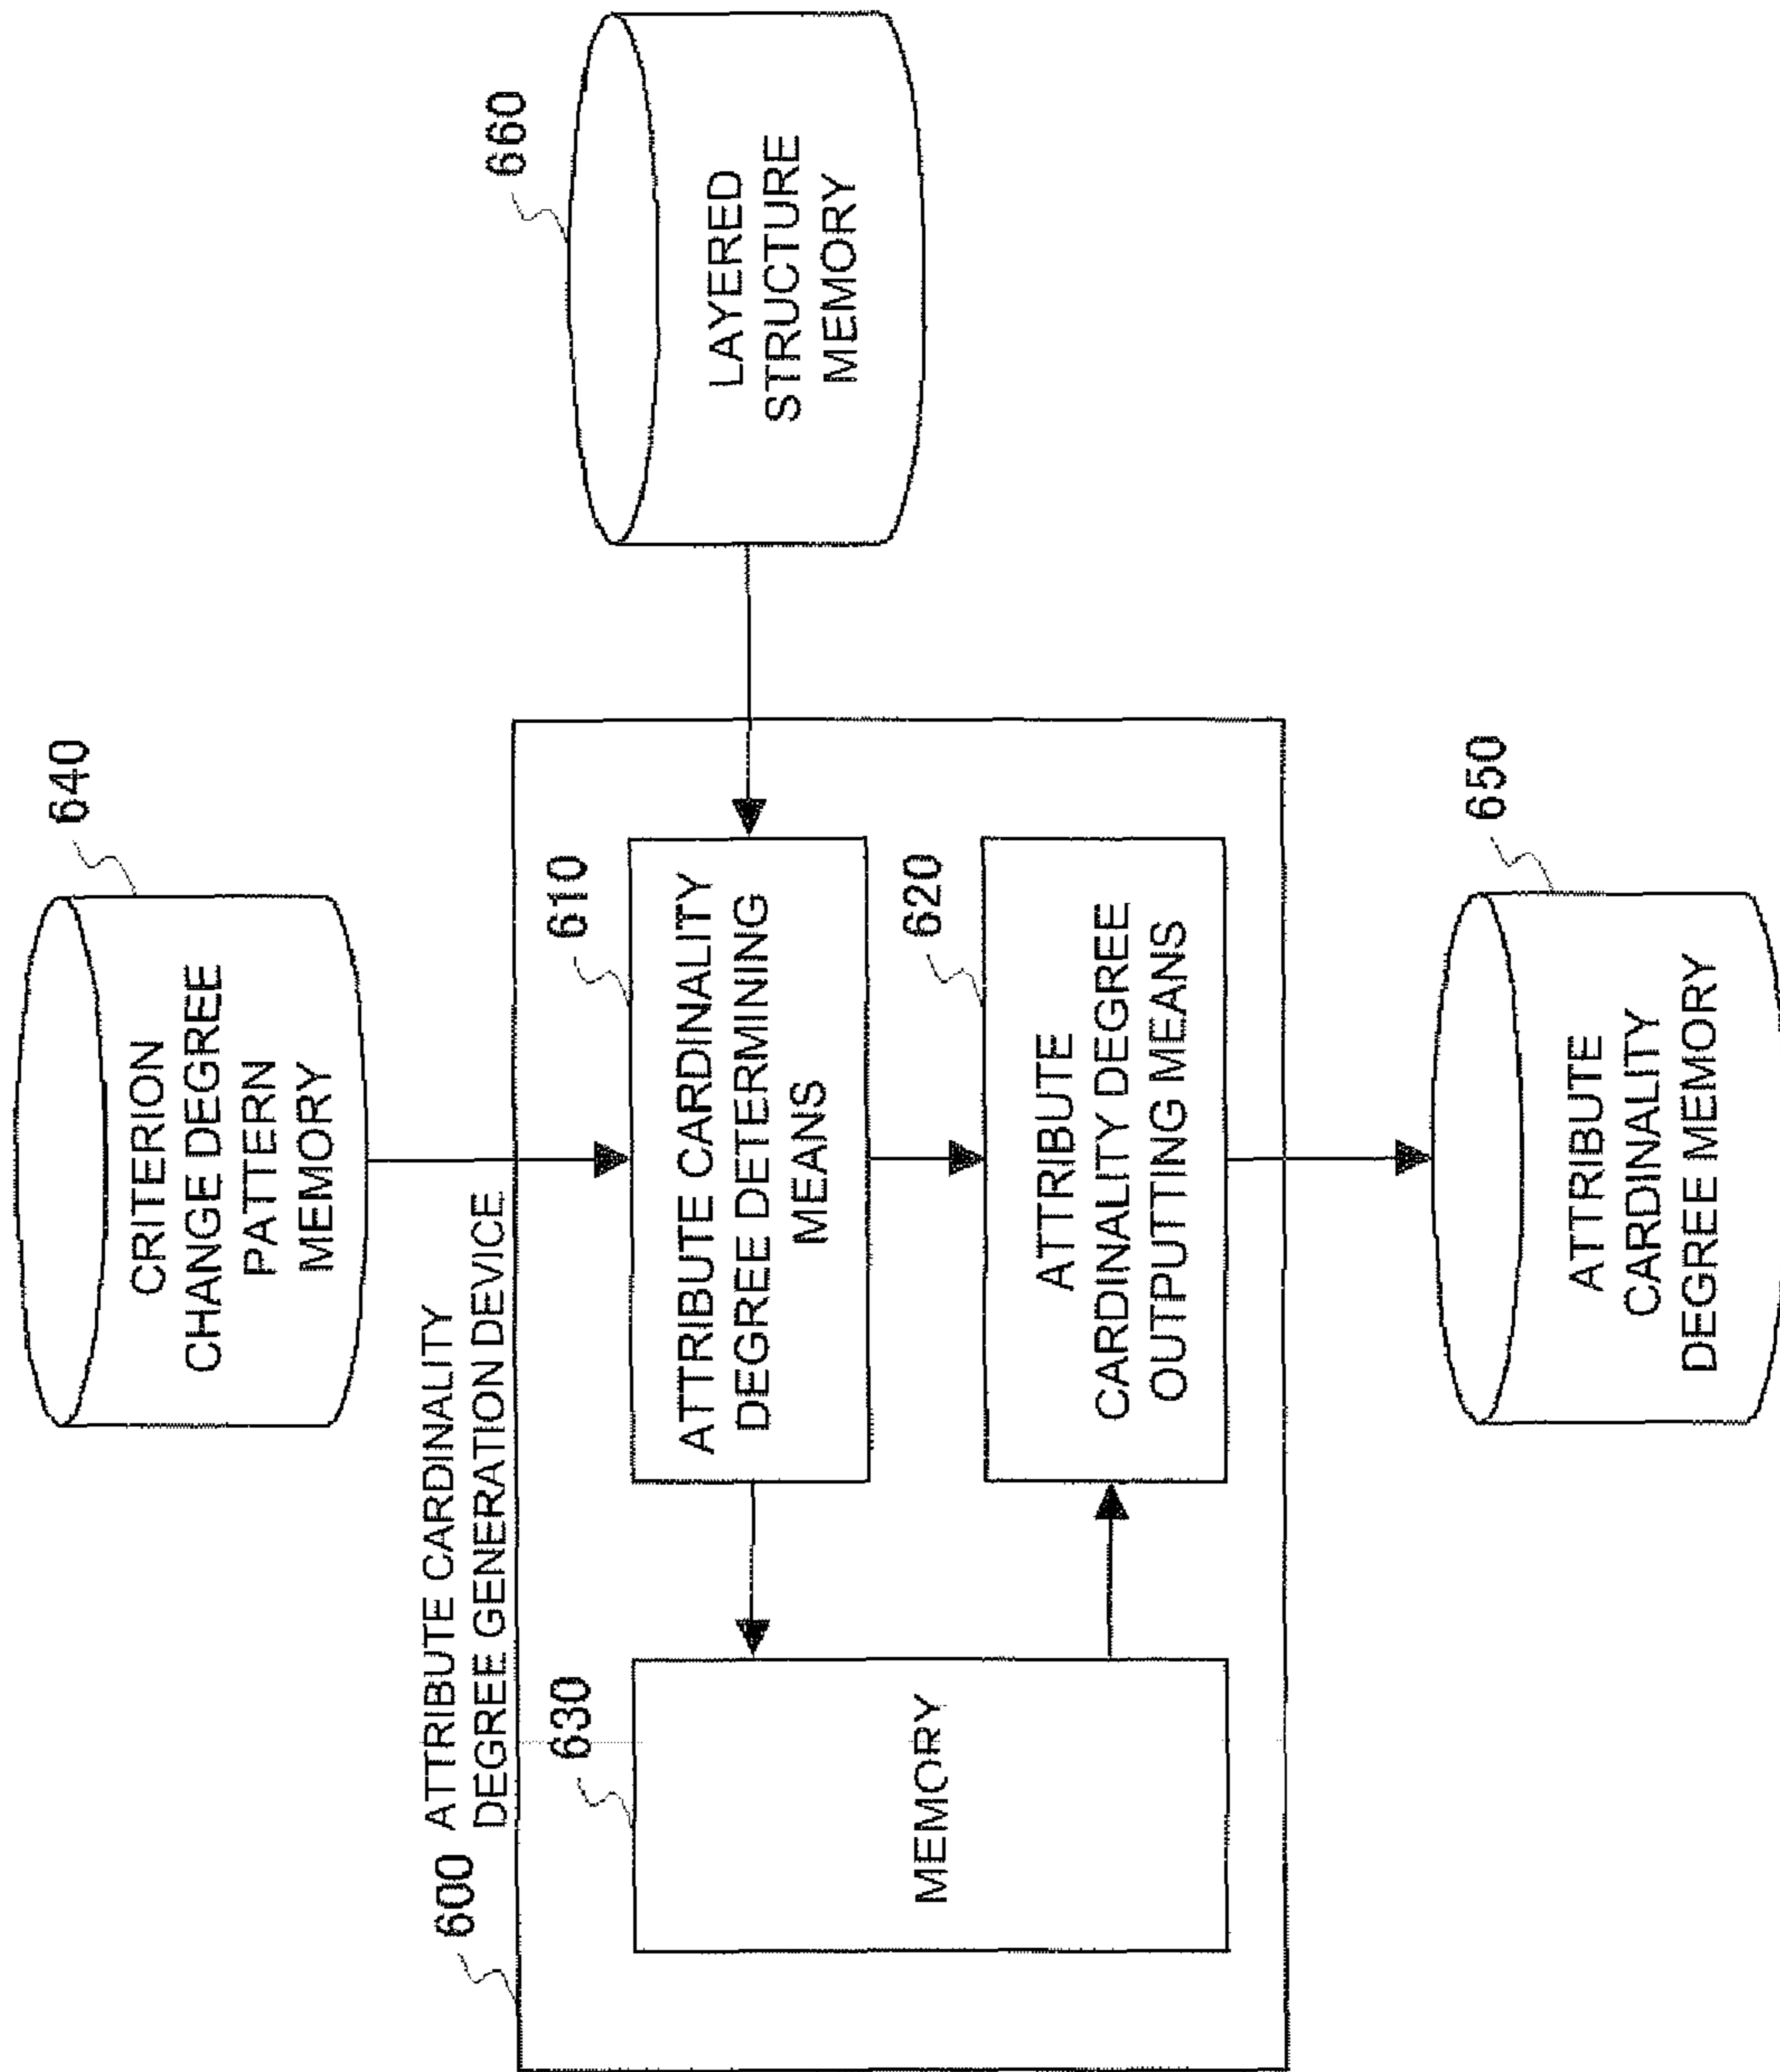 640
CRITERION
CHANGE DEGREE
PATTERN
MEMORY
600 ATTRIBUTE CARDINALITY
DEGREE GENERATION DEVICE
660
LAYERED
STRUCTURE
MEMORY
630
MEMORY
610
ATTRIBUTE CARDINALITY
DEGREE DETERMINING
MEANS
620
ATTRIBUTE
CARDINALITY DEGREE
OUTPUTTING MEANS
650
ATTRIBUTE
CARDINALITY
DEGREE MEMORY